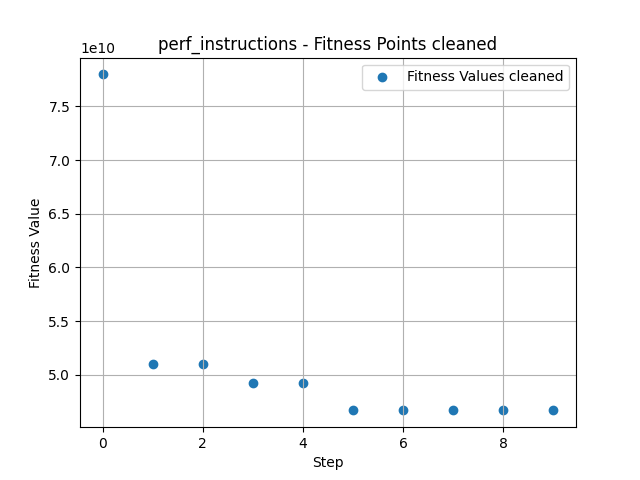 perf_instructions - Fitness Points cleaned
1e10
Fitness Values cleaned
7.5
7.0
6.5
6.0
5.5
5.0
Fitness Value
0 2 4 6 8
Step